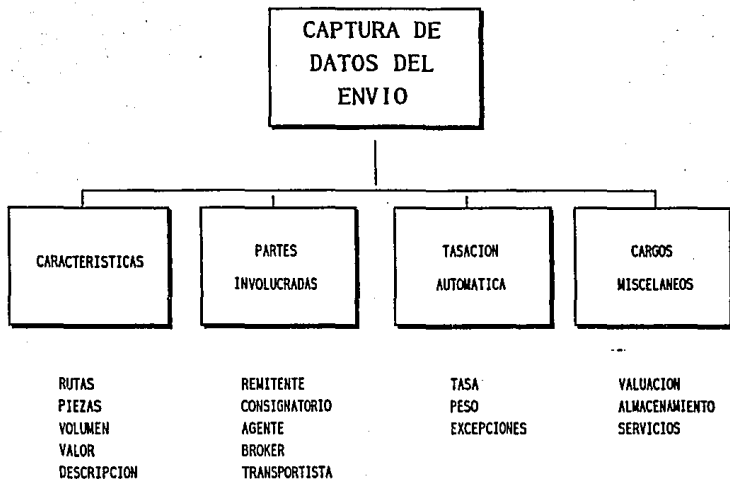 CAPTURA DE
DATOS DEL
ENVIO
CARACTERISTICAS
PARTES
INVOLUCRADAS
TASACION
AUTOMATICA
CARGOS
MISCELANEOS
RUTAS
PIEZAS
VOLUMEN
VALOR
DESCRIPCION
REMITENTE
CONSIGNATORIO
AGENTE
BROKER
TRANSPORTISTA
TASA
PESO
EXCEPCIONES
VALUACION
ALMACENAMIENTO
SERVICIOS